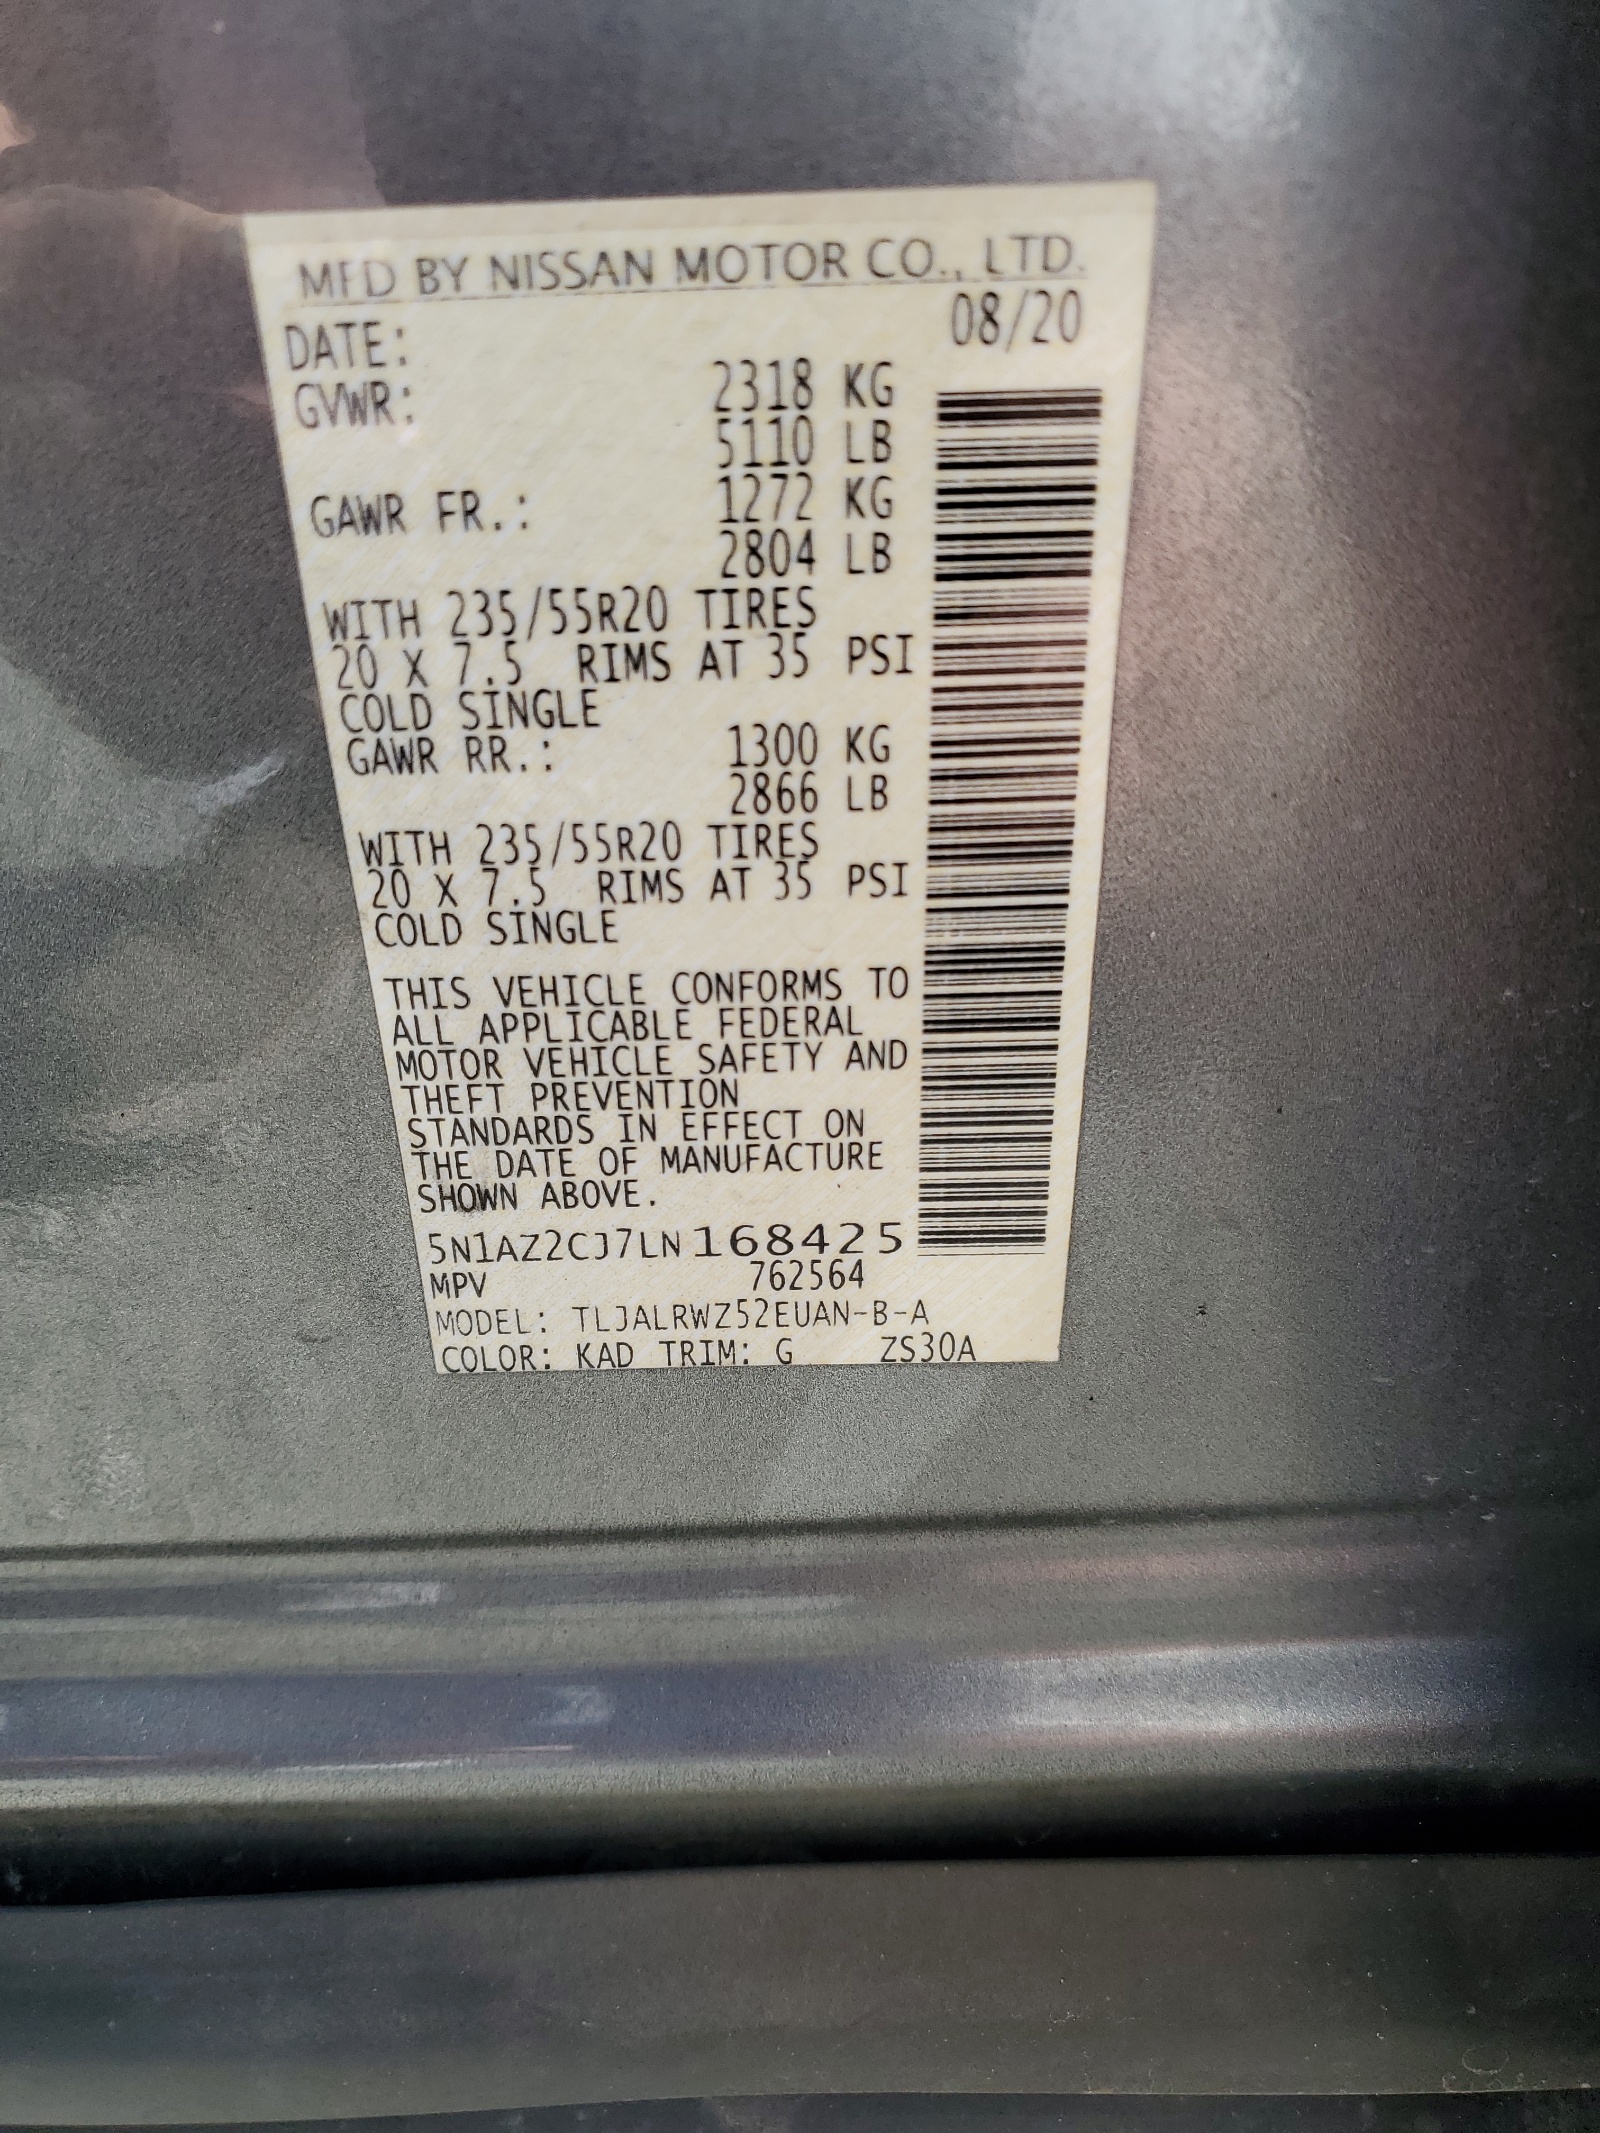 MFD BY NISSAN MOTOR CO., LTD.
DATE: 08/20
GVWR: 2318 KG
5110 LB
GAWR FR.: 1272 KG
2804 LB
WITH 235/55R20 TIRES
20 X 7.5 RIMS AT 35 PSI
COLD SINGLE
GAWR RR.: 1300 KG
2866 LB
WITH 235/55R20 TIRES
20 X 7.5 RIMS AT 35 PSI
COLD SINGLE
THIS VEHICLE CONFORMS TO
ALL APPLICABLE FEDERAL
MOTOR VEHICLE SAFETY AND
THEFT PREVENTION
STANDARDS IN EFFECT ON
THE DATE OF MANUFACTURE
SHOWN ABOVE.
5N1AZ2CJ7LN168425
MPV 762564
MODEL: TLJALRWZ52EUAN-B-A
COLOR: KAD TRIM: G ZS30A